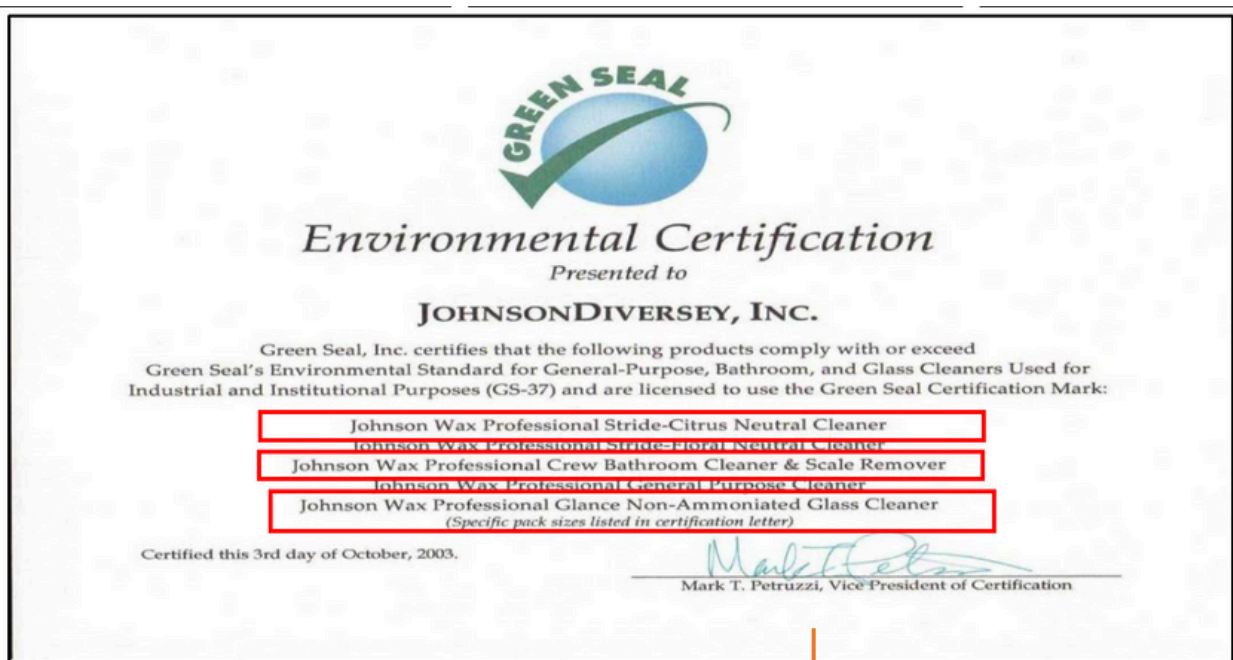 GREEN SEAL
Environmental Certification
Presented to
JOHNSONDIVERSEY, INC.
Green Seal, Inc. certifies that the following products comply with or exceed
Green Seal's Environmental Standard for General-Purpose, Bathroom, and Glass Cleaners Used for
Industrial and Institutional Purposes (GS-37) and are licensed to use the Green Seal Certification Mark:
Johnson Wax Professional Stride-Citrus Neutral Cleaner
Johnson Wax Professional Stride-Floral Neutral Cleaner
Johnson Wax Professional Crew Bathroom Cleaner & Scale Remover
Johnson Wax Professional General Purpose Cleaner
Johnson Wax Professional Glance Non-Ammoniated Glass Cleaner
(Specific pack sizes listed in certification letter)
Certified this 3rd day of October, 2003.
Mark T. Petruzzi, Vice President of Certification